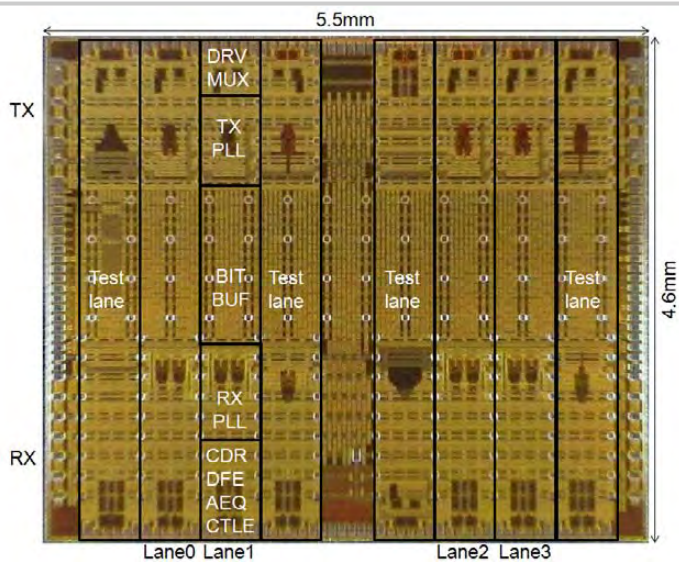 5.5mm
TX
DRV
MUX
TX
PLL
4.6mm
Test
lane
BIT
BUF
Test
lane
Test
lane
Test
lane
RX
PLL
RX
CDR
DFE
AEQ
CTLE
Lane0 Lane1
Lane2 Lane3